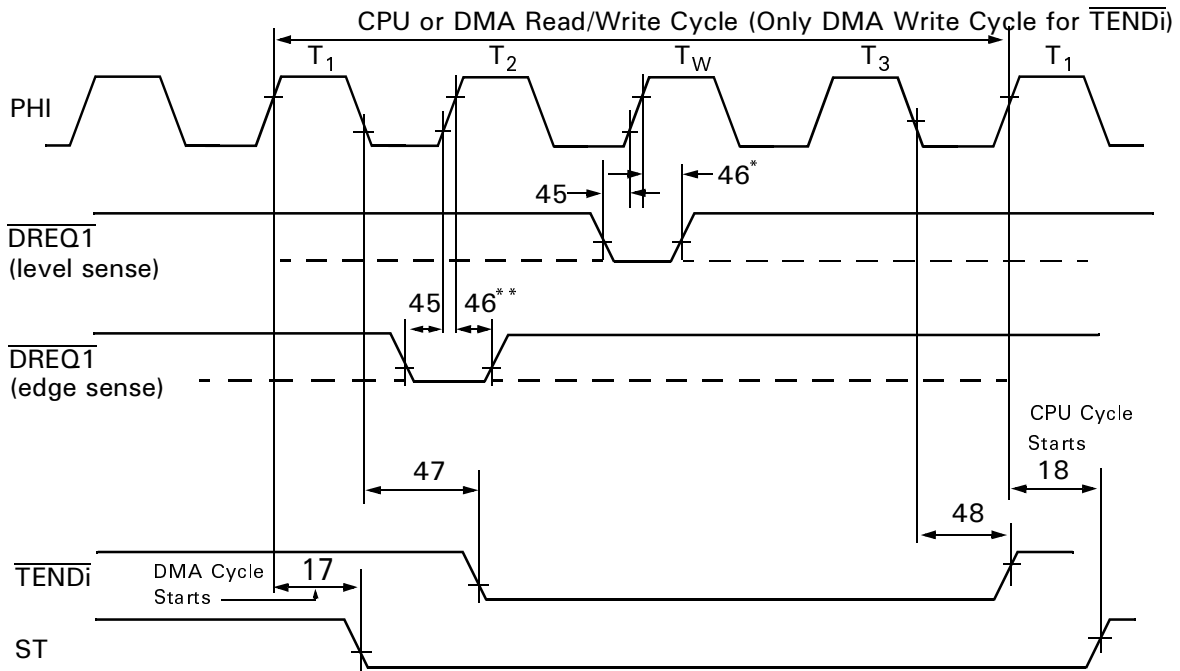 CPU or DMA Read/Write Cycle (Only DMA Write Cycle for TENDi)
T1 T2 TW T3 T1
PHI
45 46*
DREQ1
(level sense)
45 46**
DREQ1
(edge sense)
CPU Cycle
Starts
47 18
48
TENDi
DMA Cycle
Starts
17
ST